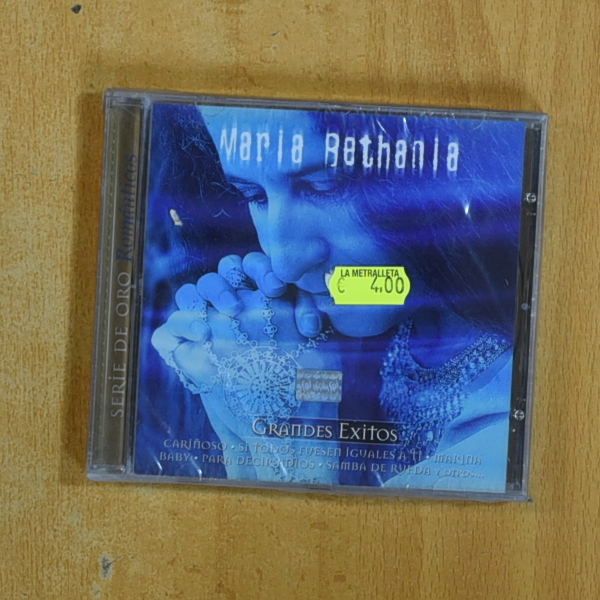 Maria Bethania
LA METRALLETA
€ 4,00
SERIE DE ORO Románticos
GRANDES EXITOS
CARIÑOSO • SI TODOS FUESEN IGUALES A TI • MARINA
BABY • PARA DECIR ADIOS • SAMBA DE RUEDA Y OTROS...